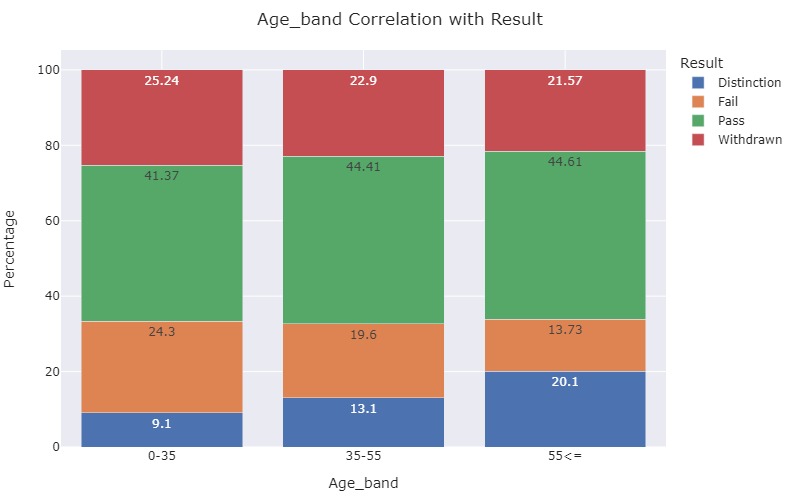 Age_band Correlation with Result
Result
Distinction
Fail
Pass
Withdrawn
Percentage
100
80
60
40
20
0
25.24
22.9
21.57
41.37
44.41
44.61
24.3
19.6
13.73
9.1
13.1
20.1
0-35
35-55
55<=
Age_band